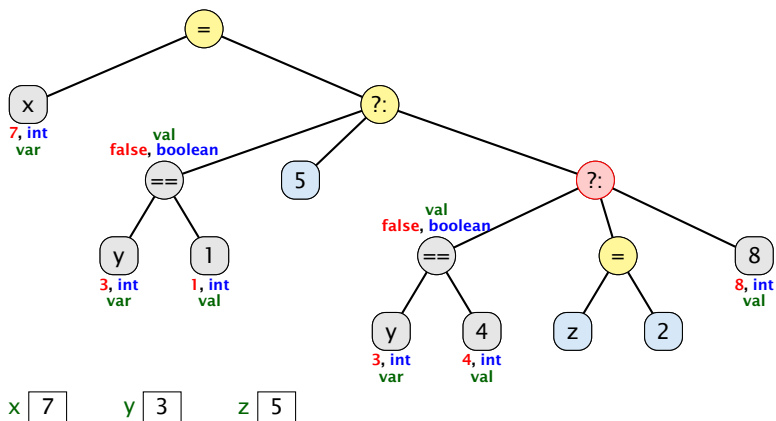 =
x
7, int
var
?:
val
false, boolean
==
5
?:
y
3, int
var
1
1, int
val
val
false, boolean
==
=
8
8, int
val
y
3, int
var
4
4, int
val
z
2
x 7 y 3 z 5